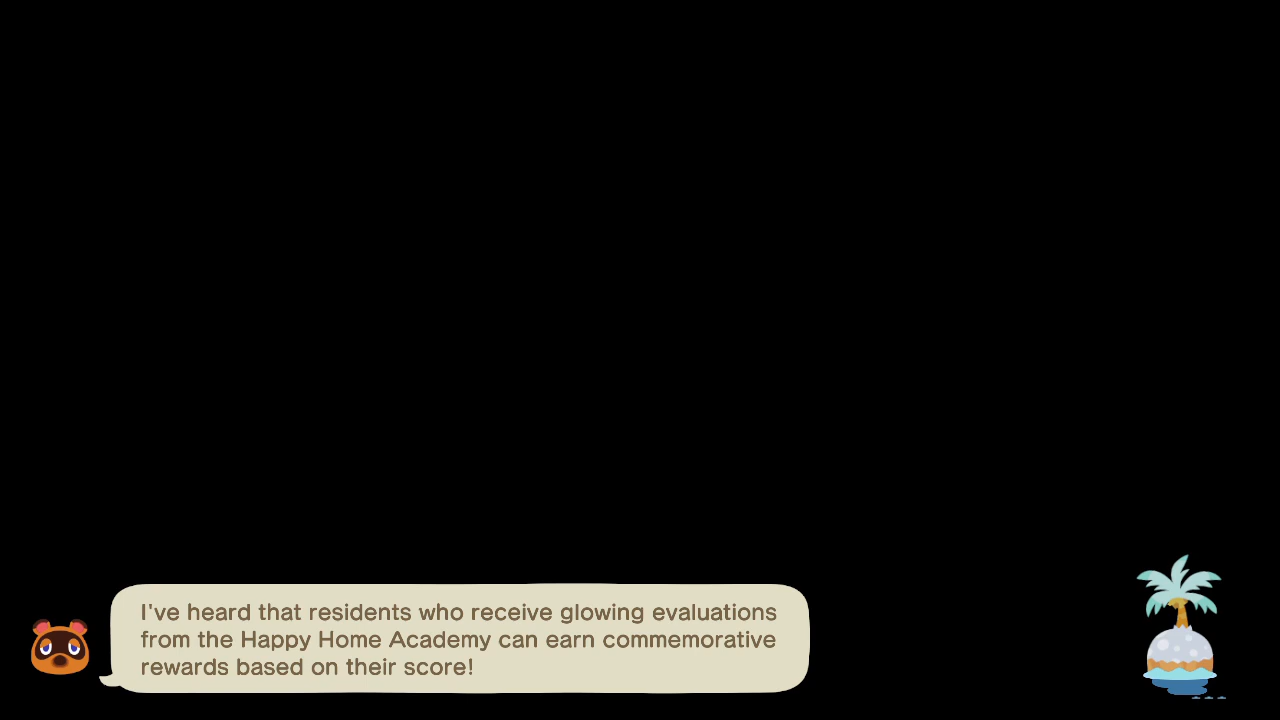 I've heard that residents who receive glowing evaluations
from the Happy Home Academy can earn commemorative
rewards based on their score!